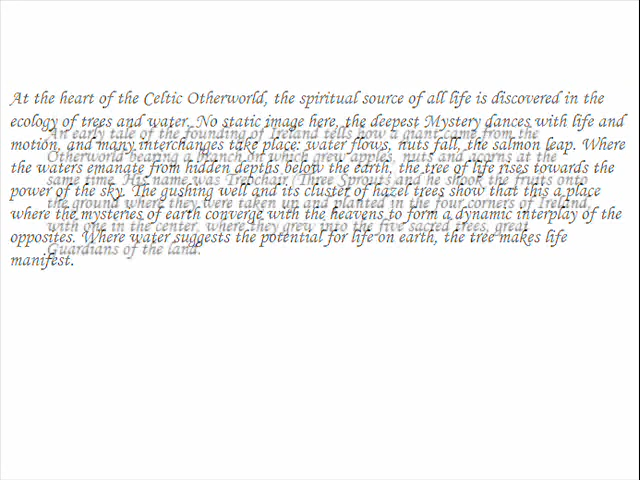 At the heart of the Celtic Otherworld, the spiritual source of all life is discovered in the
ecology of trees and water. No static image here, the deepest Mystery dances with life and
motion, and many interchanges take place: water flows, nuts fall, the salmon leap. Where
the waters emanate from hidden depths below the earth, the tree of life rises towards the
power of the sky. The gushing well and its cluster of hazel trees show that this a place
where the mysteries of earth converge with the heavens to form a dynamic interplay of the
opposites. Where water suggests the potential for life on earth, the tree makes life
manifest.
An early tale of the founding of Ireland tells how a giant came from the
Otherworld bearing a branch on which grew apples, nuts and acorns at the
same time. His name was Three Sprouts and he shook the fruits onto
the ground where they were taken up and planted in the four corners of Ireland,
with one in the center, where they grew into the five sacred trees, great
Guardians of the land.